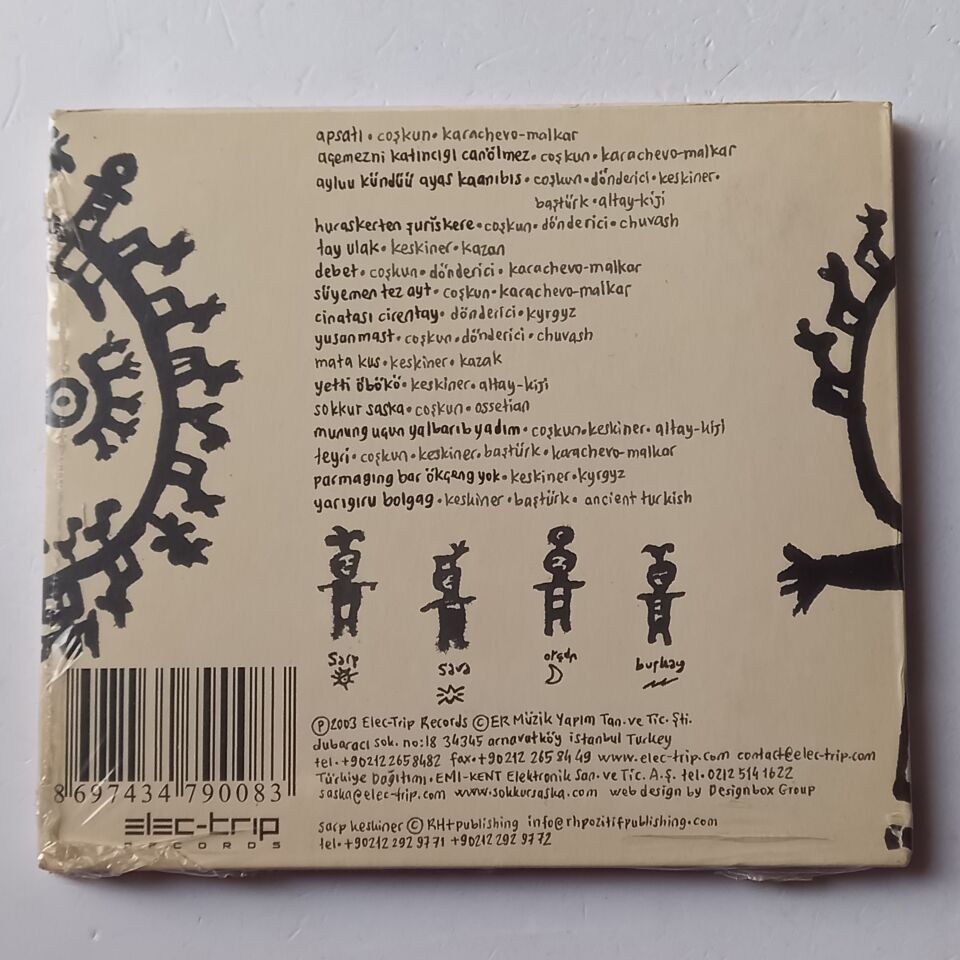 apsatı • coşkun • karachevo-malkar
açemezni katıncıgı canölmez • coşkun • karachevo-malkar
ayluu kündüü ayas kaanıbıs • coşkun • dönderici • keskiner •
baştürk • altay-kiji
huraskerten şuriskere • coşkun • dönderici • chuvash
tay ulak • keskiner • kazan
debet • coşkun • dönderici • karachevo-malkar
süyemen tez ayt • coşkun • karachevo-malkar
cinatası cirentay • dönderici • kyrgyz
yusanmast • coşkun • dönderici • chuvash
mata kus • keskiner • kazak
yetti öbökö • keskiner • altay-kiji
sokkur saska • coşkun • ossetian
munung uçun yalbarıb yadım • coşkun • keskiner • altay-kiji
teyri • coşkun • keskiner • baştürk • karachevo-malkar
parmaging bar ökçeng yok • keskiner • kyrgyz
yarıgıru bolgag • keskiner • baştürk • ancient turkish
sarp sava orçun burkay
℗2003 Elec-Trip Records ©ER Müzik Yapım Tan. ve Tic. Şti.
dubaracı sok. no:18 34345 arnavutköy istanbul Turkey
tel • +90212 265 8482 fax • +90212 265 84 49 www.elec-trip.com contact@elec-trip.com
Türkiye Dağıtımı • EMI-KENT Elektronik San. ve Tic. A.Ş. tel. 0212 514 1622
saska@elec-trip.com www.sokkursaska.com web design by Designbox Group
sarp keskiner © RH+publishing info@rhpozitifpublishing.com
tel • +90212 292 97 71 +90212 292 97 72
8 697434 790083
elec-trip
RECORDS